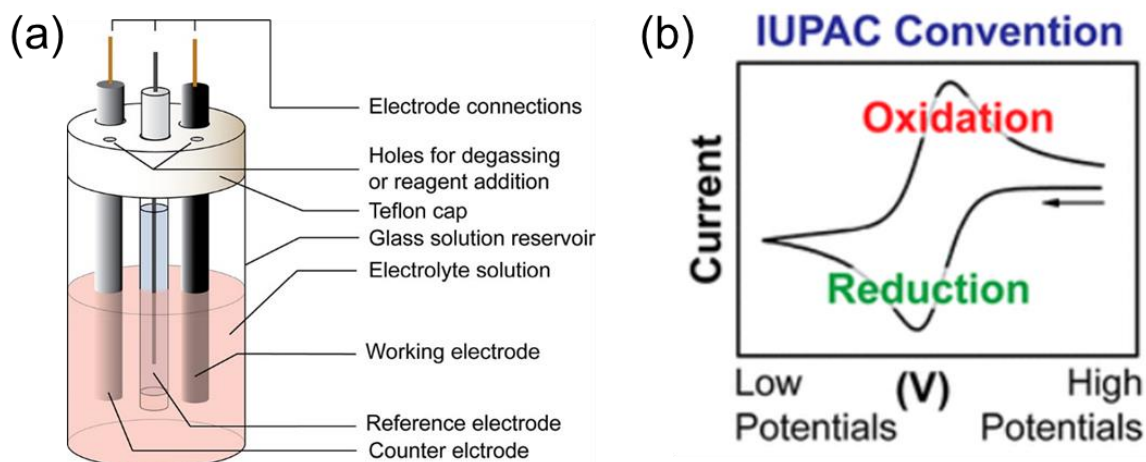 (a)
Electrode connections
Holes for degassing
or reagent addition
Teflon cap
Glass solution reservoir
Electrolyte solution
Working electrode
Reference electrode
Counter elctrode
(b)
IUPAC Convention
Oxidation
Current
Reduction
Low
Potentials
(V)
High
Potentials